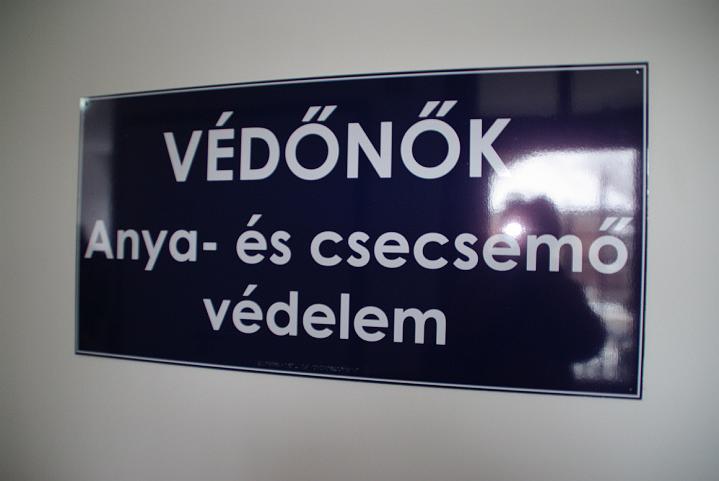 VÉDŐNŐK
Anya- és csecsemő
védelem